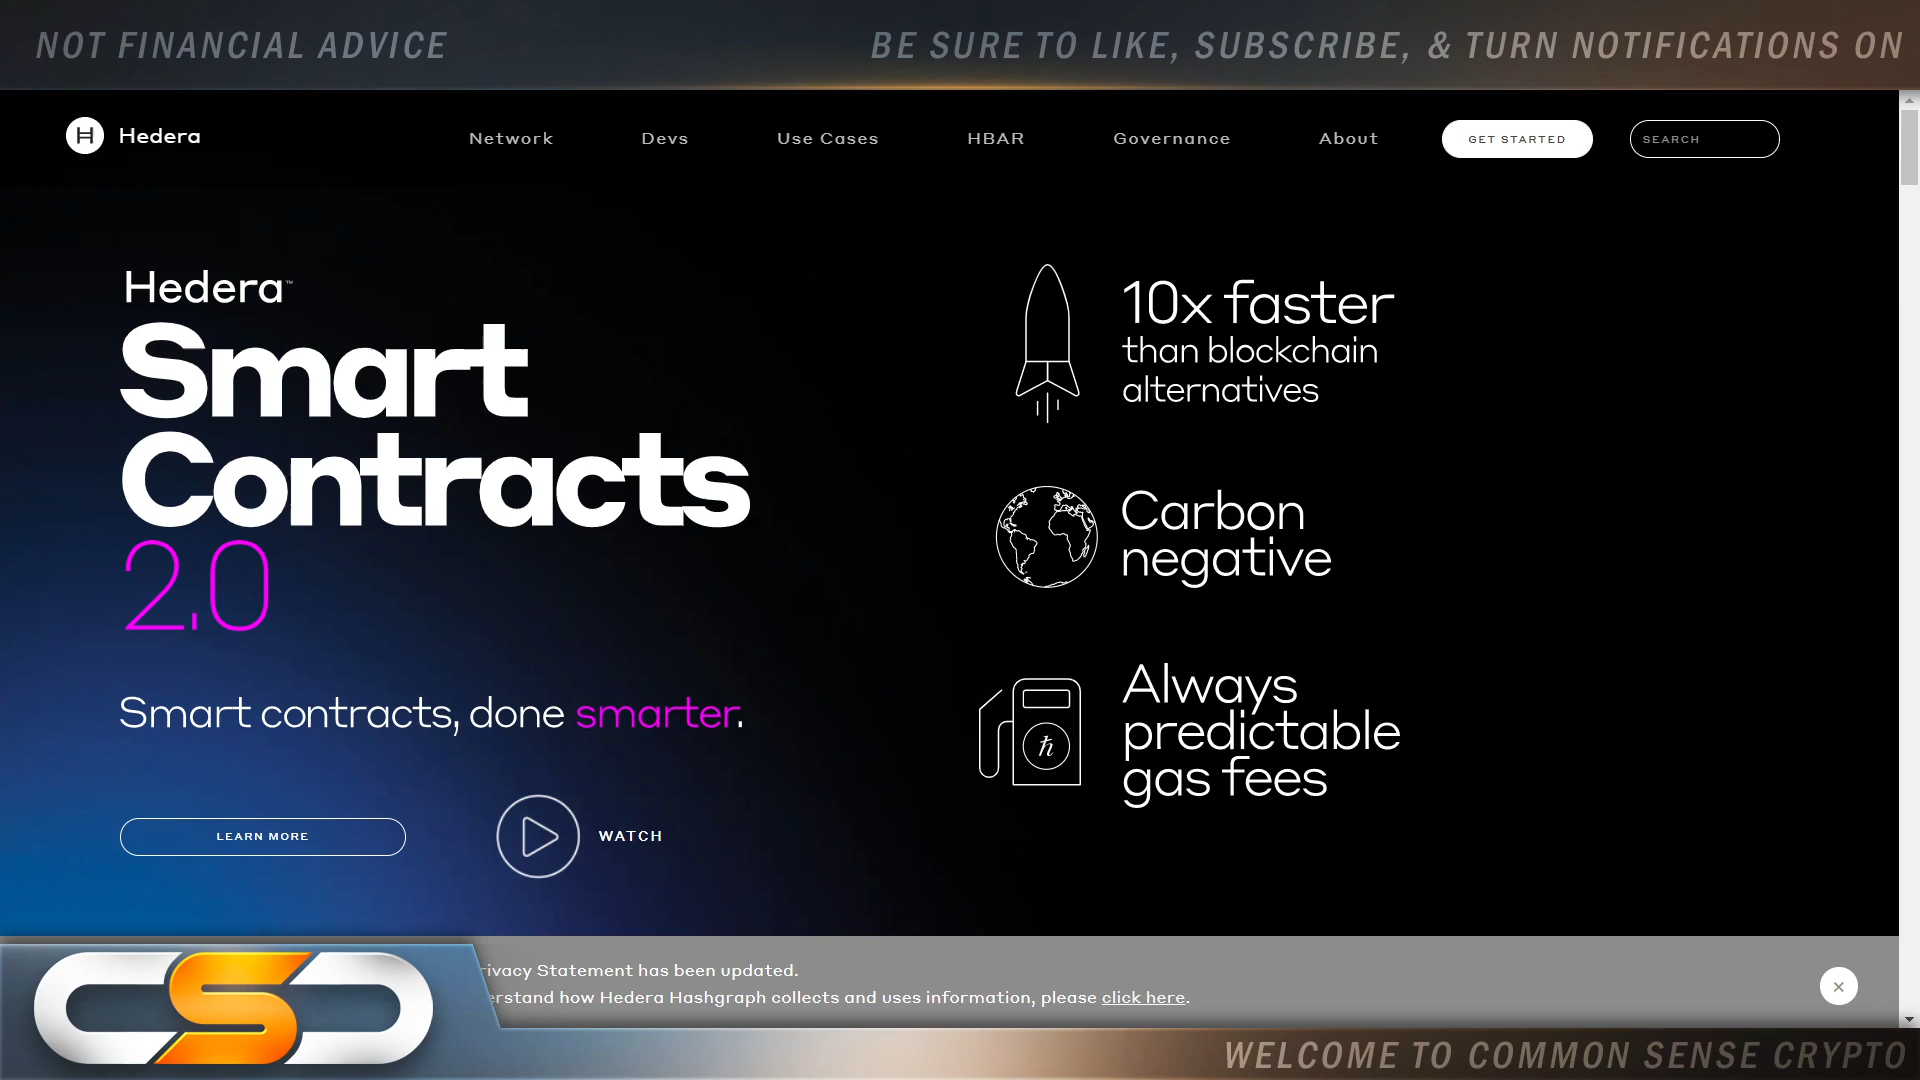 NOT FINANCIAL ADVICE
BE SURE TO LIKE, SUBSCRIBE, & TURN NOTIFICATIONS ON
H Hedera
Network
Devs
Use Cases
HBAR
Governance
About
GET STARTED
SEARCH
Hedera™
Smart
Contracts
2.0
Smart contracts, done smarter.
LEARN MORE
WATCH
10x faster
than blockchain
alternatives
Carbon
negative
ħ
Always
predictable
gas fees
rivacy Statement has been updated.
erstand how Hedera Hashgraph collects and uses information, please click here.
CSC
WELCOME TO COMMON SENSE CRYPTO